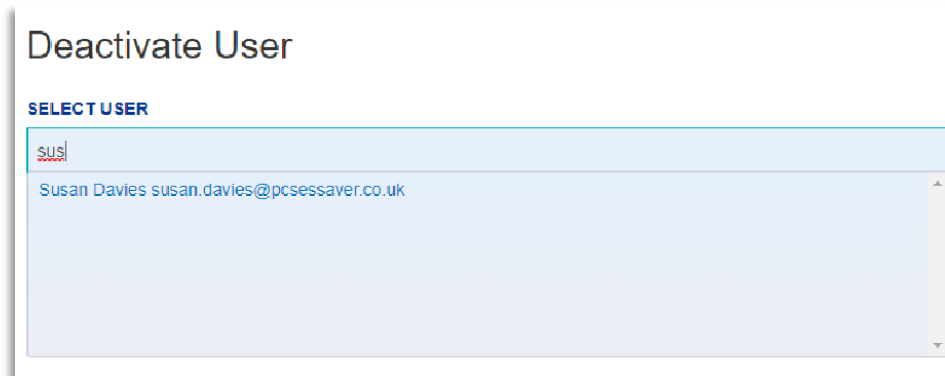 Deactivate User
SELECT USER
sus
Susan Davies susan.davies@pcsessaver.co.uk